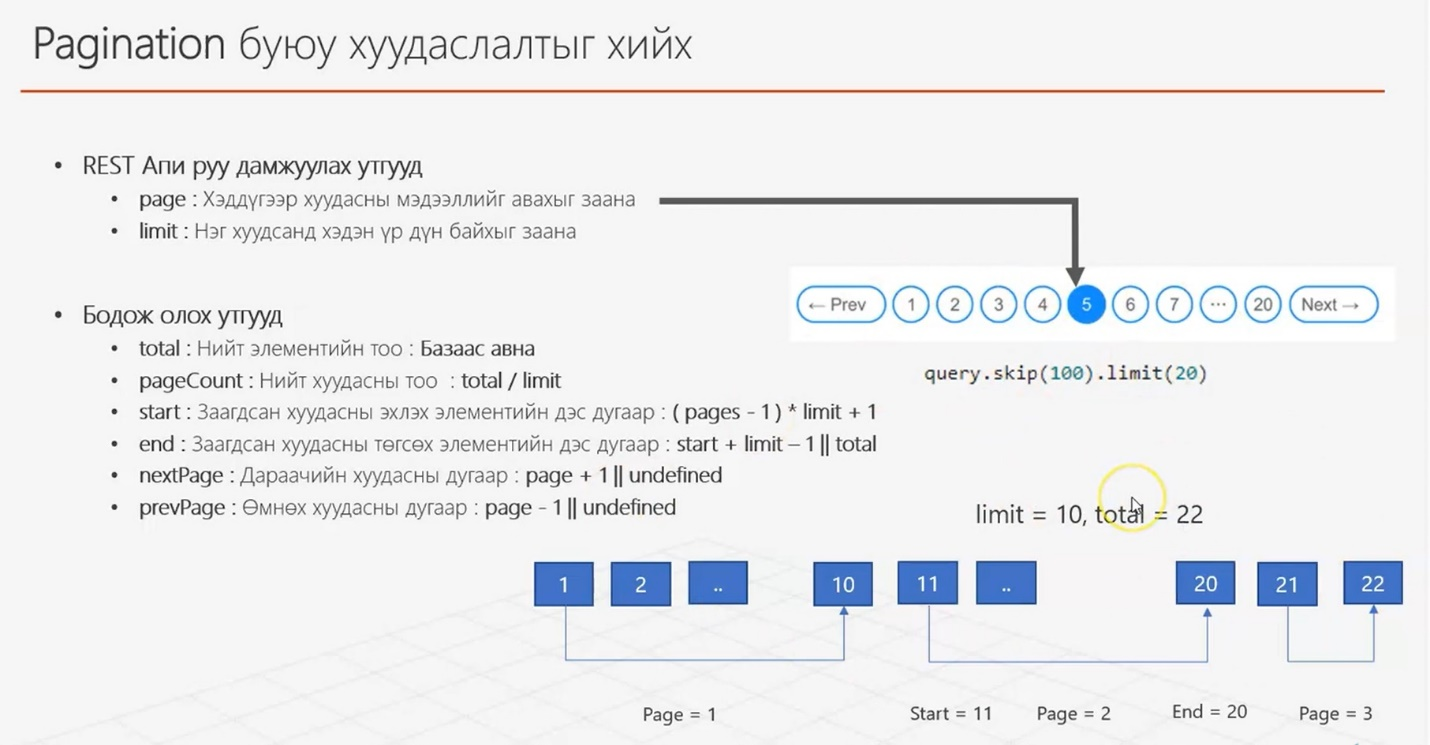 Pagination буюу хуудаслалтыг хийх
• REST Апи руу дамжуулах утгууд
• page : Хэддүгээр хуудасны мэдээллийг авахыг заана
• limit : Нэг хуудсанд хэдэн үр дүн байхыг заана
← Prev 1 2 3 4 5 6 7 ... 20 Next →
query.skip(100).limit(20)
• Бодож олох утгууд
• total : Нийт элементийн тоо : Базаас авна
• pageCount : Нийт хуудасны тоо : total / limit
• start : Заагдсан хуудасны эхлэх элементийн дэс дугаар : ( pages - 1 ) * limit + 1
• end : Заагдсан хуудасны төгсөх элементийн дэс дугаар : start + limit – 1 || total
• nextPage : Дараачийн хуудасны дугаар : page + 1 || undefined
• prevPage : Өмнөх хуудасны дугаар : page - 1 || undefined
limit = 10, total = 22
1 2 .. 10 11 .. 20 21 22
Page = 1 Start = 11 Page = 2 End = 20 Page = 3